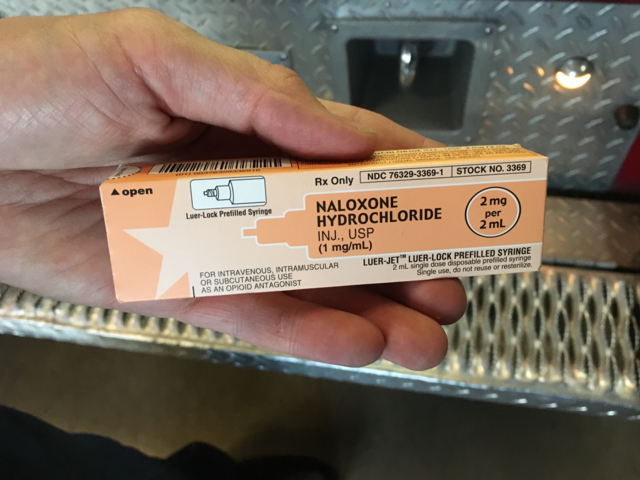 open
Luer-Lock Prefilled Syringe
Rx Only
NDC 76329-3369-1
STOCK NO. 3369
NALOXONE
HYDROCHLORIDE
INJ., USP
(1 mg/mL)
2 mg
per
2 mL
FOR INTRAVENOUS, INTRAMUSCULAR
OR SUBCUTANEOUS USE
AS AN OPIOID ANTAGONIST
LUER-JET™ LUER-LOCK PREFILLED SYRINGE
2 mL single dose disposable prefilled syringe
Single use, do not reuse or resterilize.